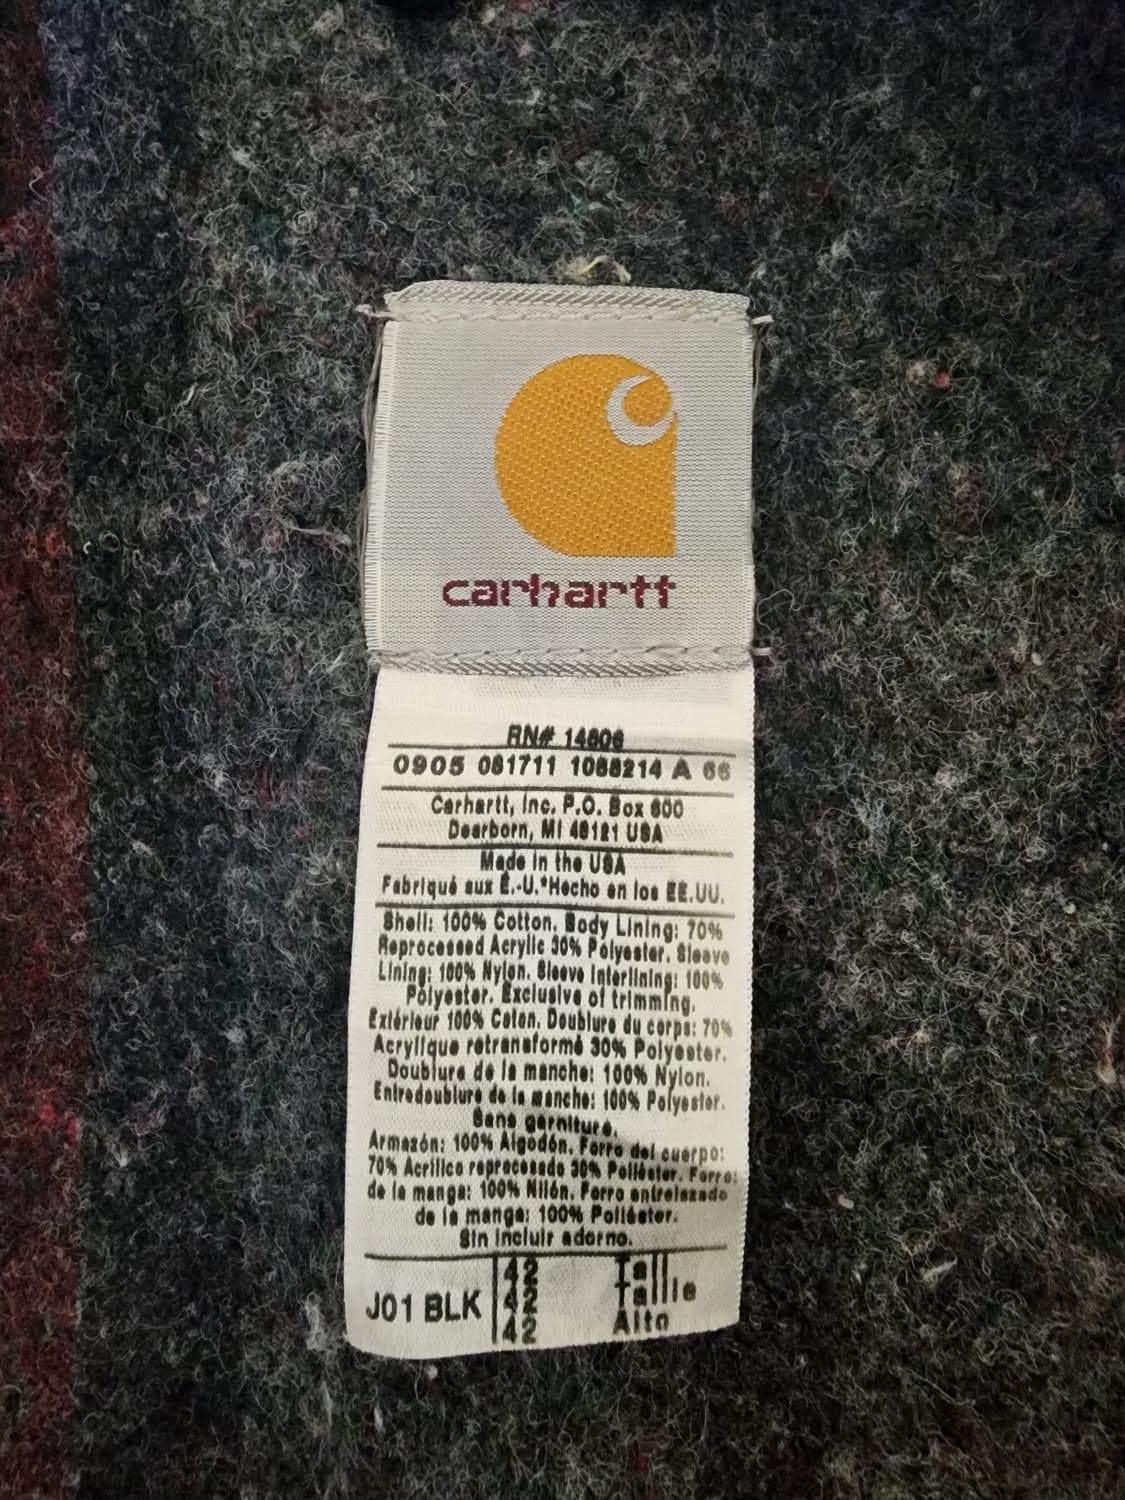 carhartt
RN# 14806
0905 081711 1088214 A 66
Carhartt, Inc. P.O. Box 600
Dearborn, MI 48121 USA
Made in the USA
Fabriqué aux É.-U.*Hecho en los EE.UU.
Shell: 100% Cotton. Body Lining: 70%
Reprocessed Acrylic 30% Polyester. Sleeve
Lining: 100% Nylon. Sleeve Interlining: 100%
Polyester. Exclusive of trimming.
Extérieur 100% Coton. Doublure du corps: 70%
Acrylique retransformé 30% Polyester.
Doublure de la manche: 100% Nylon.
Entredoublure de la manche: 100% Polyester.
Sans garniture.
Armazón: 100% Algodón. Forro del cuerpo:
70% Acrílico reprocesado 30% Poliéster. Forro:
de la manga: 100% Nilón. Forro entrelazado
de la manga: 100% Poliéster.
Sin incluir adorno.
J01 BLK
42 Tall
42 Taille
42 Alto